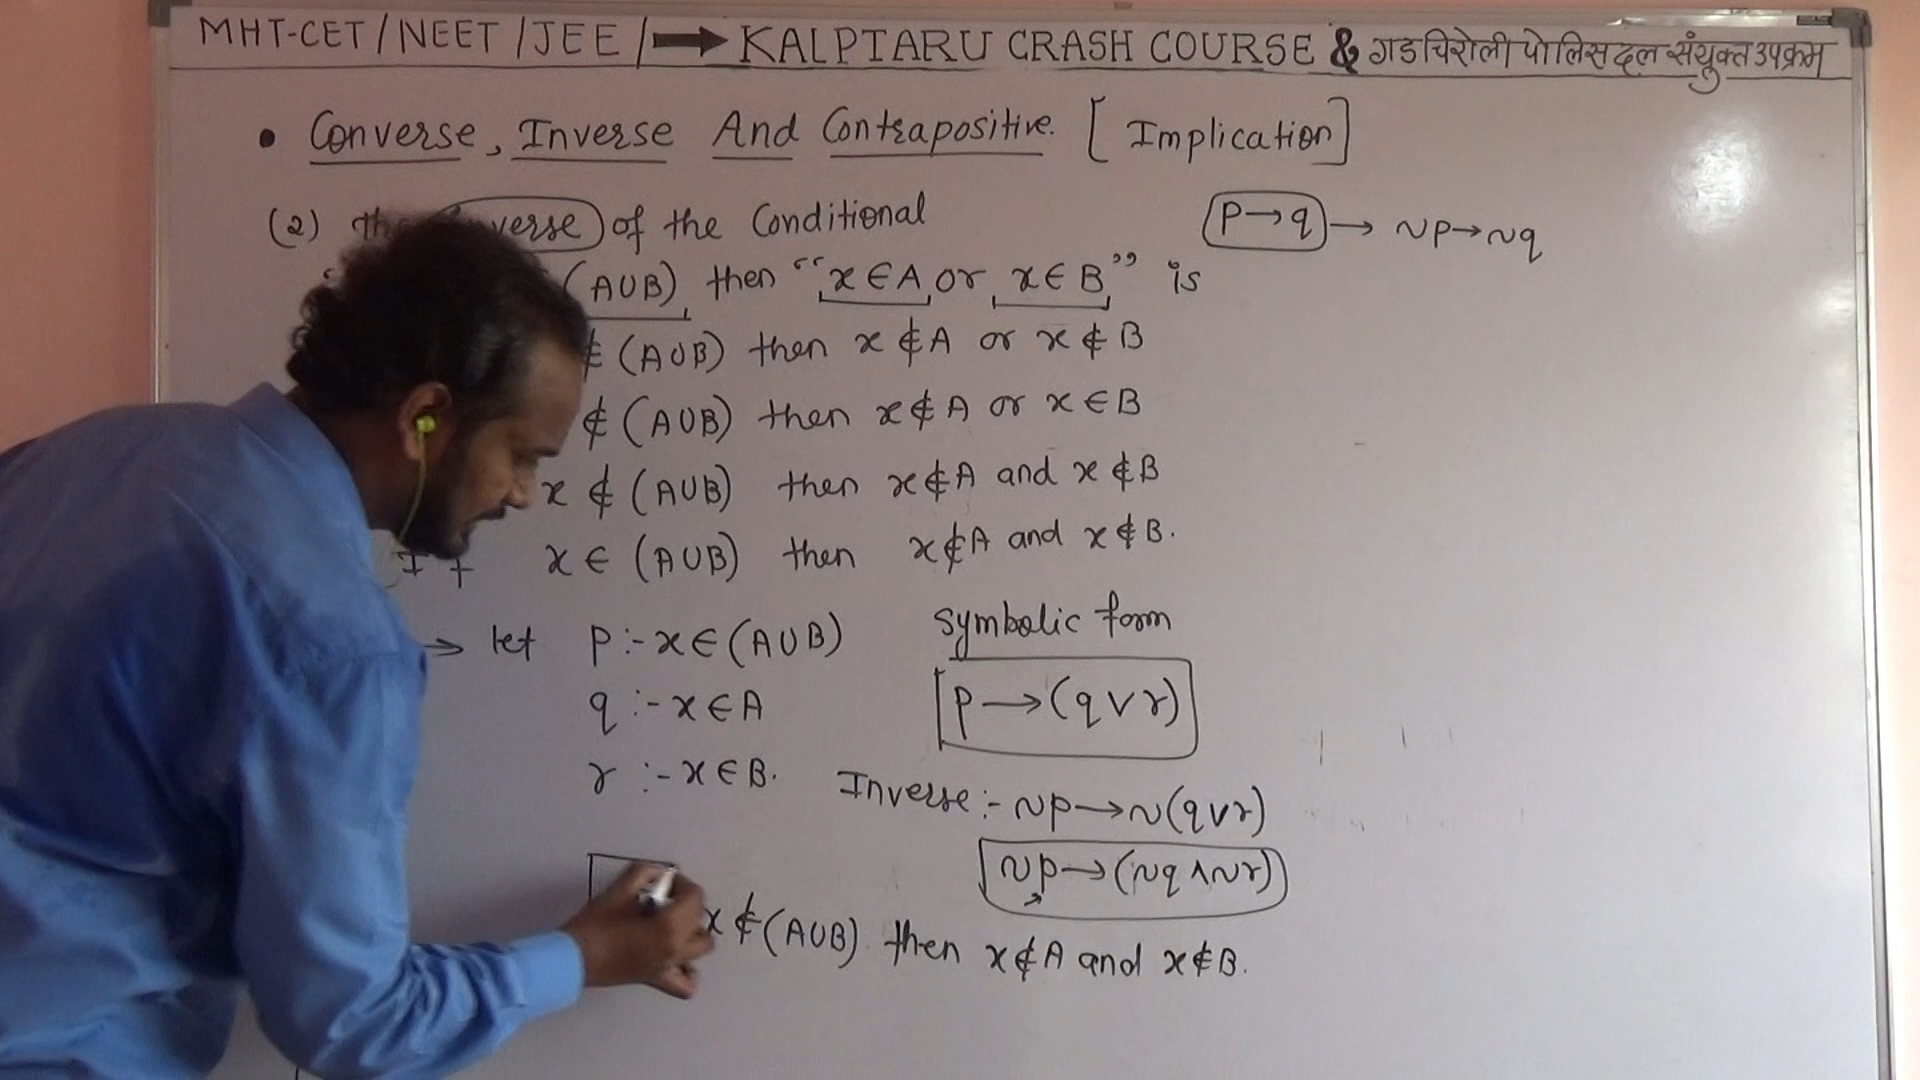 MHT-CET/NEET/JEE/➡ KALPTARU CRASH COURSE & गडचिरोली पोलिस दल संयुक्त उपक्रम
• Converse, Inverse And Contrapositive. [Implication]
(2) the verse of the Conditional
(A∪B) then “x∈A or x∈B” is
∉ (A∪B) then x∉A or x∉B
∉ (A∪B) then x∉A or x∈B
x ∉ (A∪B) then x∉A and x∉B
If x ∈ (A∪B) then x∉A and x∉B.
p→q → ~p→~q
→ let p :- x∈(A∪B)
q :- x∈A
r :- x∈B.
Symbolic form
p→(q∨r)
Inverse :- ~p→~(q∨r)
~p→(~q∧~r)
x∉(A∪B). then x∉A and x∉B.